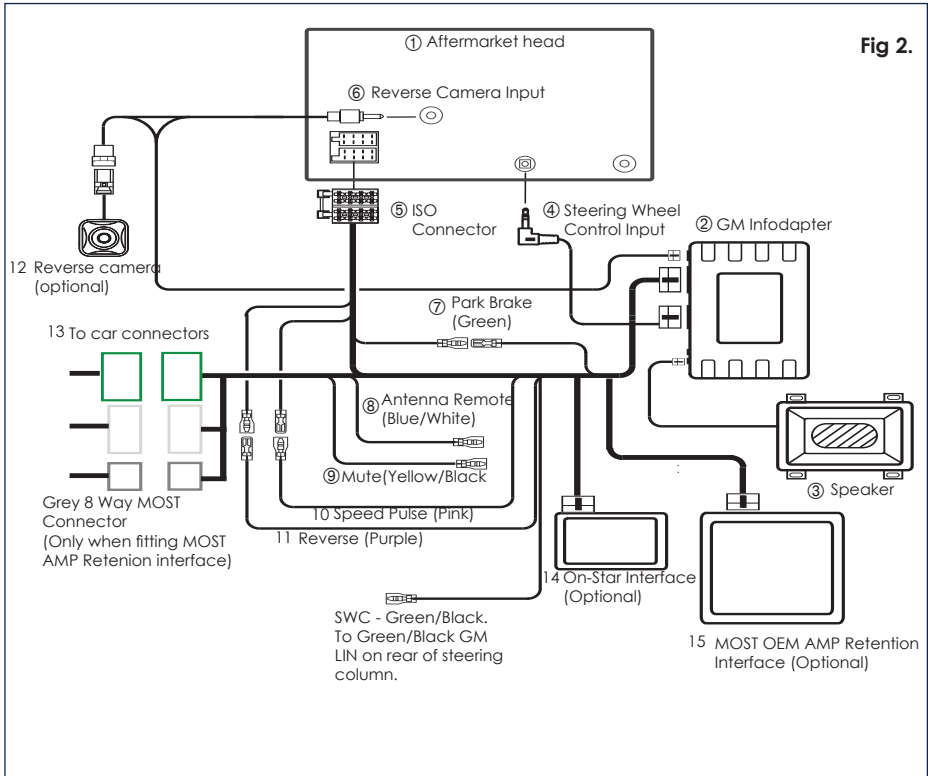 Fig 2.
① Aftermarket head
⑥ Reverse Camera Input
⑤ ISO
Connector
④ Steering Wheel
Control Input
② GM Infodapter
12 Reverse camera
(optional)
⑦ Park Brake
(Green)
13 To car connectors
⑧ Antenna Remote
(Blue/White)
⑨ Mute(Yellow/Black
10 Speed Pulse (Pink)
11 Reverse (Purple)
③ Speaker
Grey 8 Way MOST
Connector
(Only when fitting MOST
AMP Retenion interface)
14 On-Star Interface
(Optional)
SWC - Green/Black.
To Green/Black GM
LIN on rear of steering
column.
15 MOST OEM AMP Retention
Interface (Optional)
: